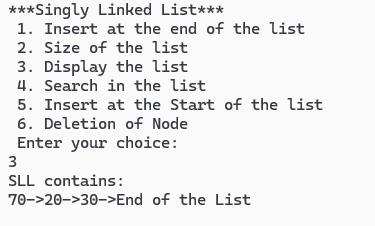 ***Singly Linked List***
1. Insert at the end of the list
2. Size of the list
3. Display the list
4. Search in the list
5. Insert at the Start of the list
6. Deletion of Node
Enter your choice:
3
SLL contains:
70->20->30->End of the List